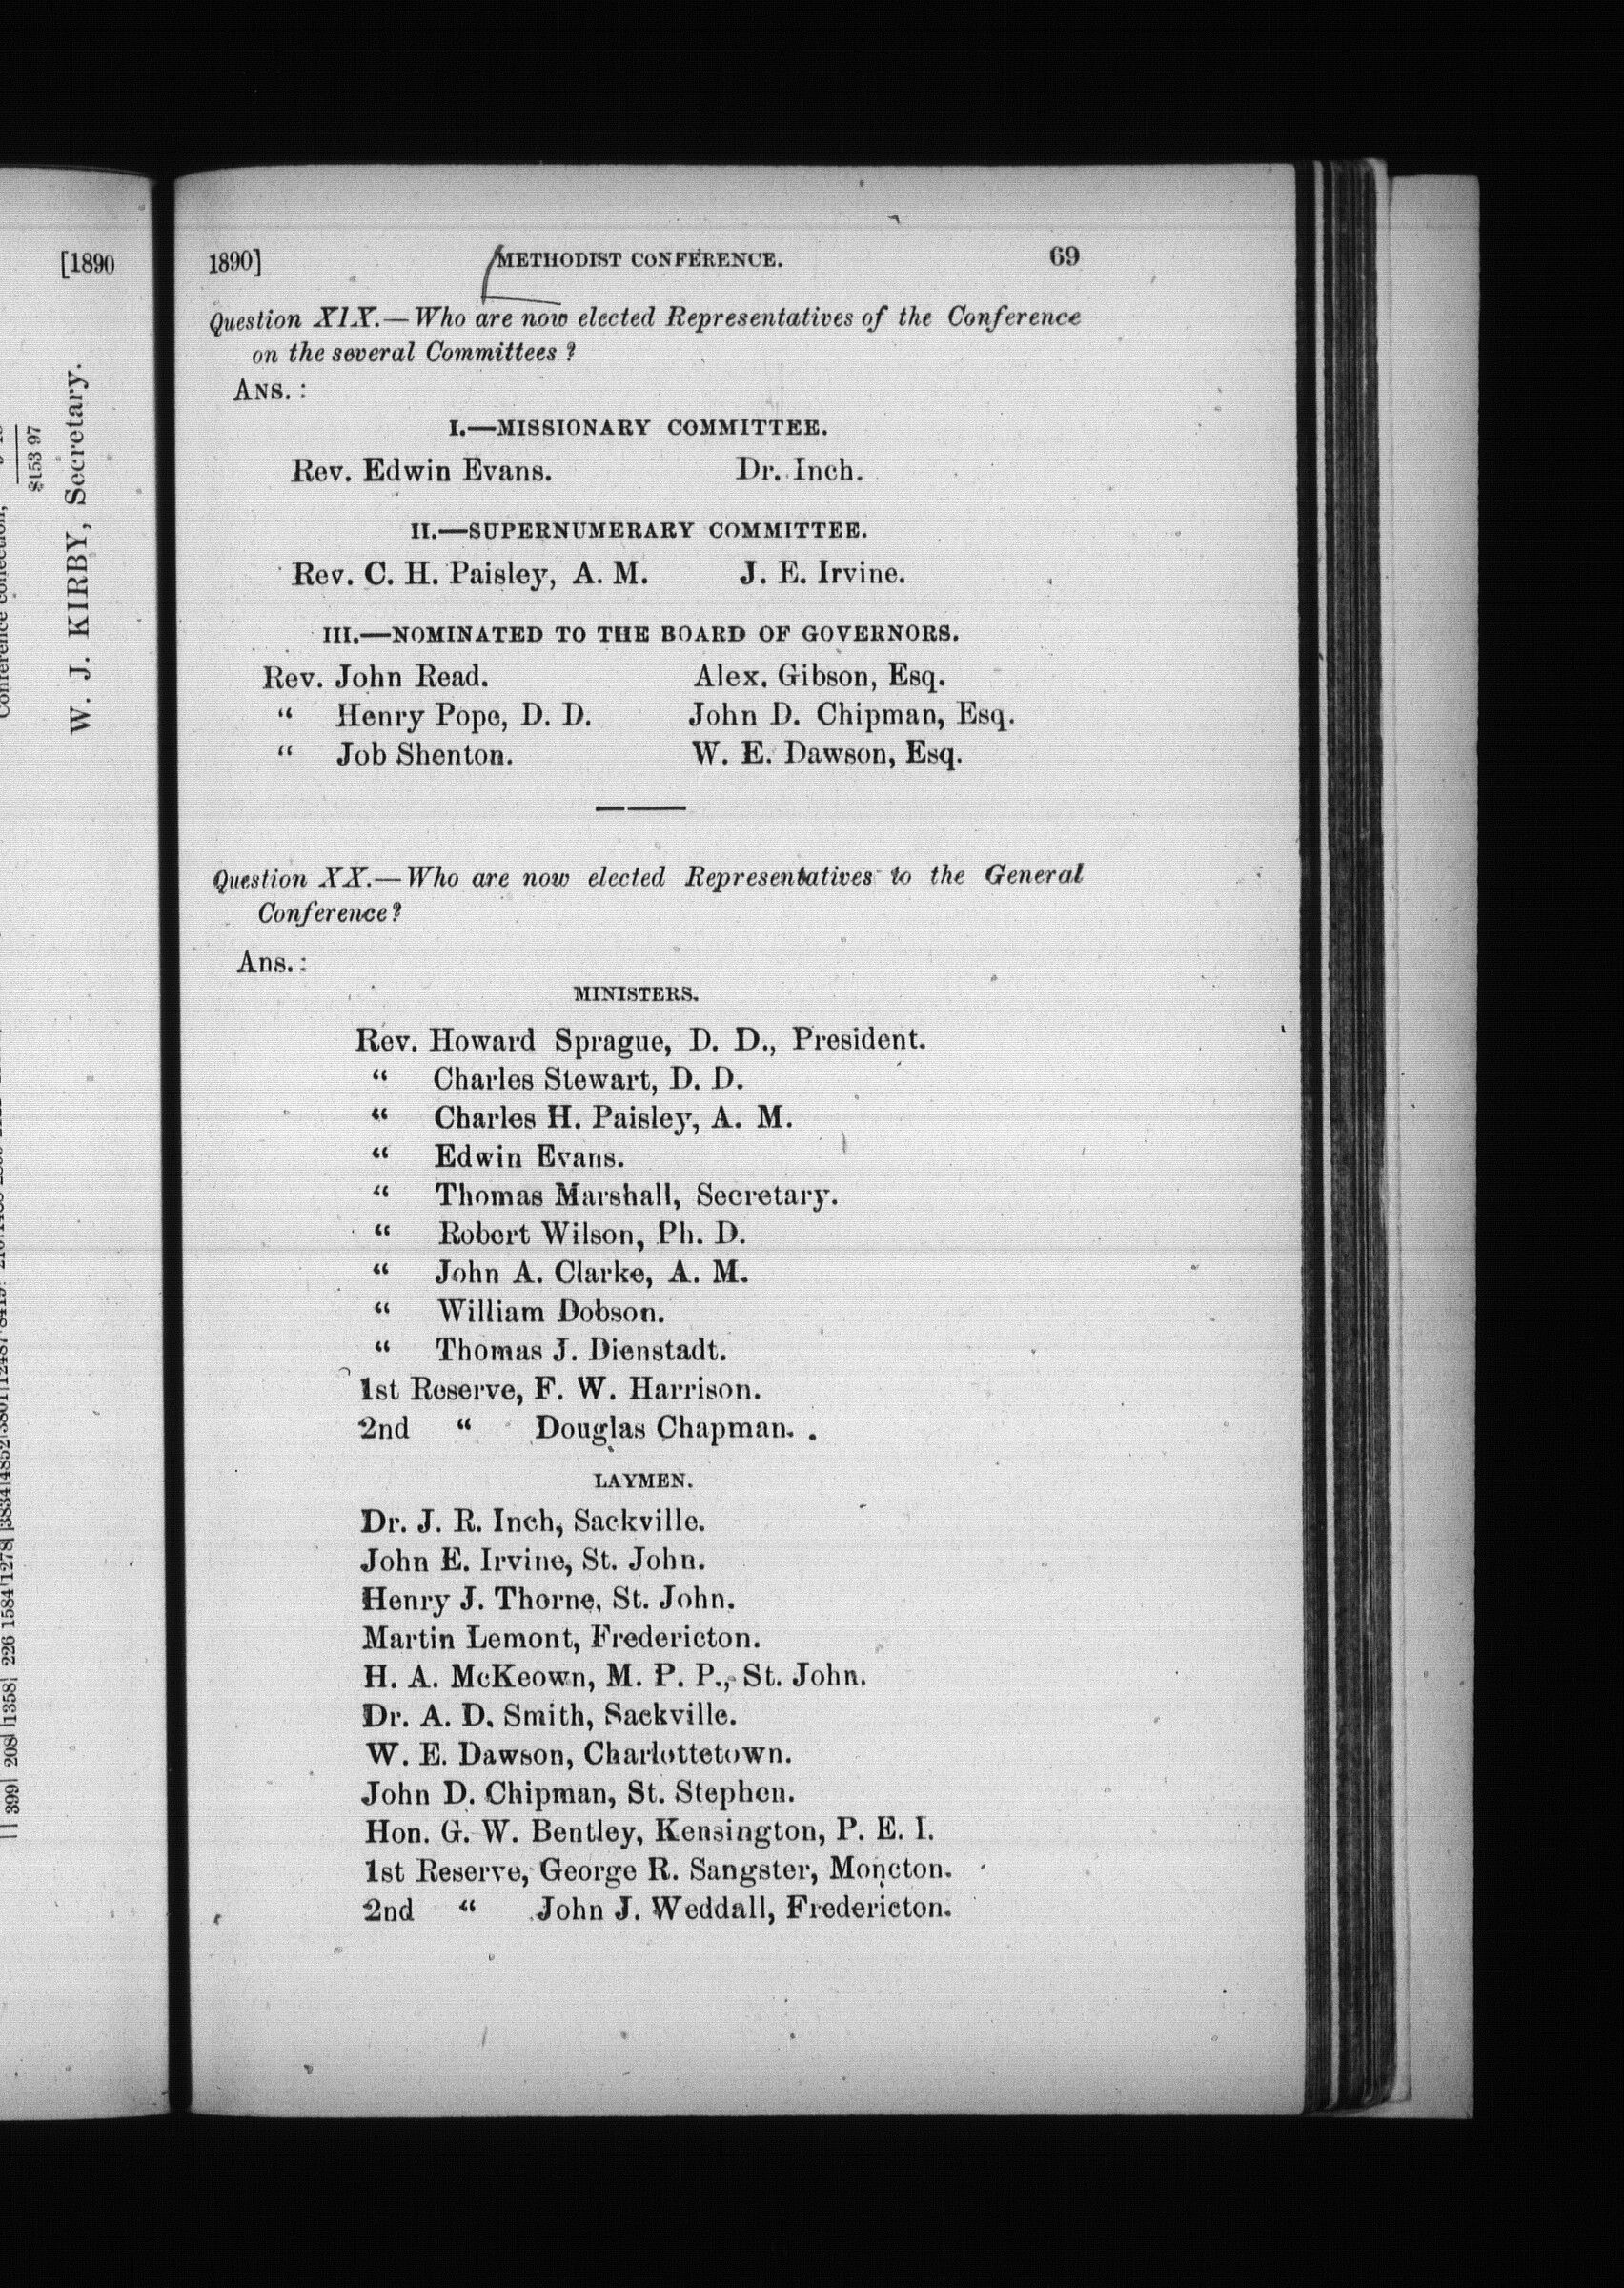 [1890
$153 97
W. J. KIRBY, Secretary.
1890] METHODIST CONFERENCE. 69
Question XIX.—Who are now elected Representatives of the Conference
on the several Committees?
ANS.:
I.—MISSIONARY COMMITTEE.
Rev. Edwin Evans. Dr. Inch.
II.—SUPERNUMERARY COMMITTEE.
Rev. C. H. Paisley, A. M. J. E. Irvine.
III.—NOMINATED TO THE BOARD OF GOVERNORS.
Rev. John Read. Alex. Gibson, Esq.
“ Henry Pope, D. D. John D. Chipman, Esq.
“ Job Shenton. W. E. Dawson, Esq.
Question XX.—Who are now elected Representatives to the General
Conference?
Ans.:
MINISTERS.
Rev. Howard Sprague, D. D., President.
“ Charles Stewart, D. D.
“ Charles H. Paisley, A. M.
“ Edwin Evans.
“ Thomas Marshall, Secretary.
“ Robert Wilson, Ph. D.
“ John A. Clarke, A. M.
“ William Dobson.
“ Thomas J. Dienstadt.
1st Reserve, F. W. Harrison.
2nd “ Douglas Chapman.
LAYMEN.
Dr. J. R. Inch, Sackville.
John E. Irvine, St. John.
Henry J. Thorne, St. John.
Martin Lemont, Fredericton.
H. A. McKeown, M. P. P., St. John.
Dr. A. D. Smith, Sackville.
W. E. Dawson, Charlottetown.
John D. Chipman, St. Stephen.
Hon. G. W. Bentley, Kensington, P. E. I.
1st Reserve, George R. Sangster, Moncton.
2nd “ John J. Weddall, Fredericton.